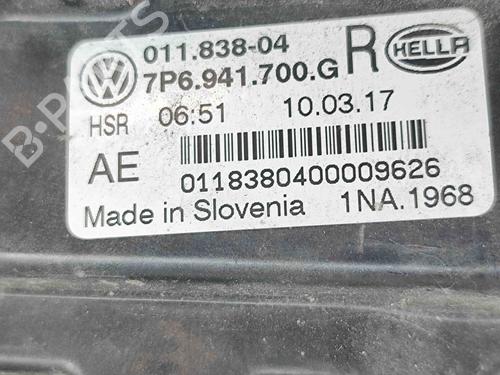 011.838-04 R HELLA
7P6.941.700.G
HSR 06:51 10.03.17
AE
0118380400009626
Made in Slovenia 1NA.1968
B-PARTS